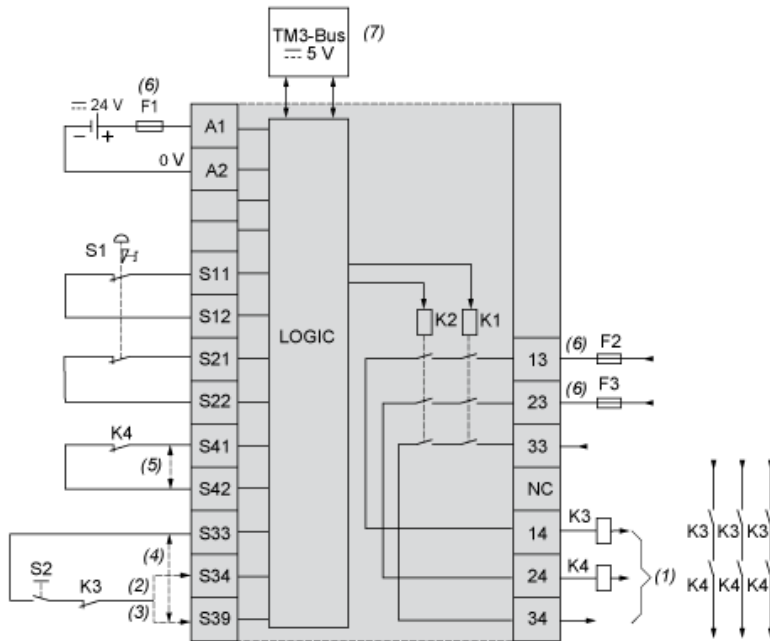 TM3-Bus (7)
5 V
(6)
24 V F1
- +
A1
0 V
A2
S1
S11
S12
K2 K1
LOGIC
S21
13 (6) F2
S22
23 (6) F3
K4
S41
33
(5)
S42
NC
S33
14 K3
K3 K3 K3
(4)
S2
K3
(2)
S34
24 K4
(1)
K4 K4 K4
(3)
S39
34